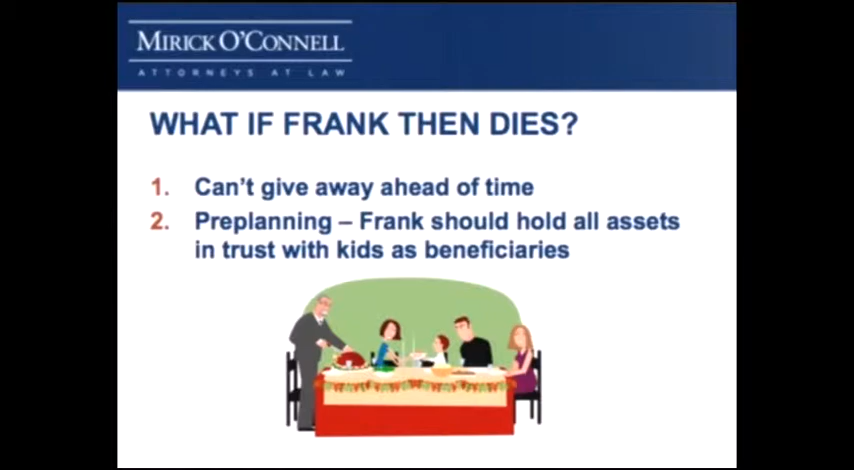 MIRICK O'CONNELL
ATTORNEYS AT LAW
WHAT IF FRANK THEN DIES?
1. Can't give away ahead of time
2. Preplanning – Frank should hold all assets
in trust with kids as beneficiaries